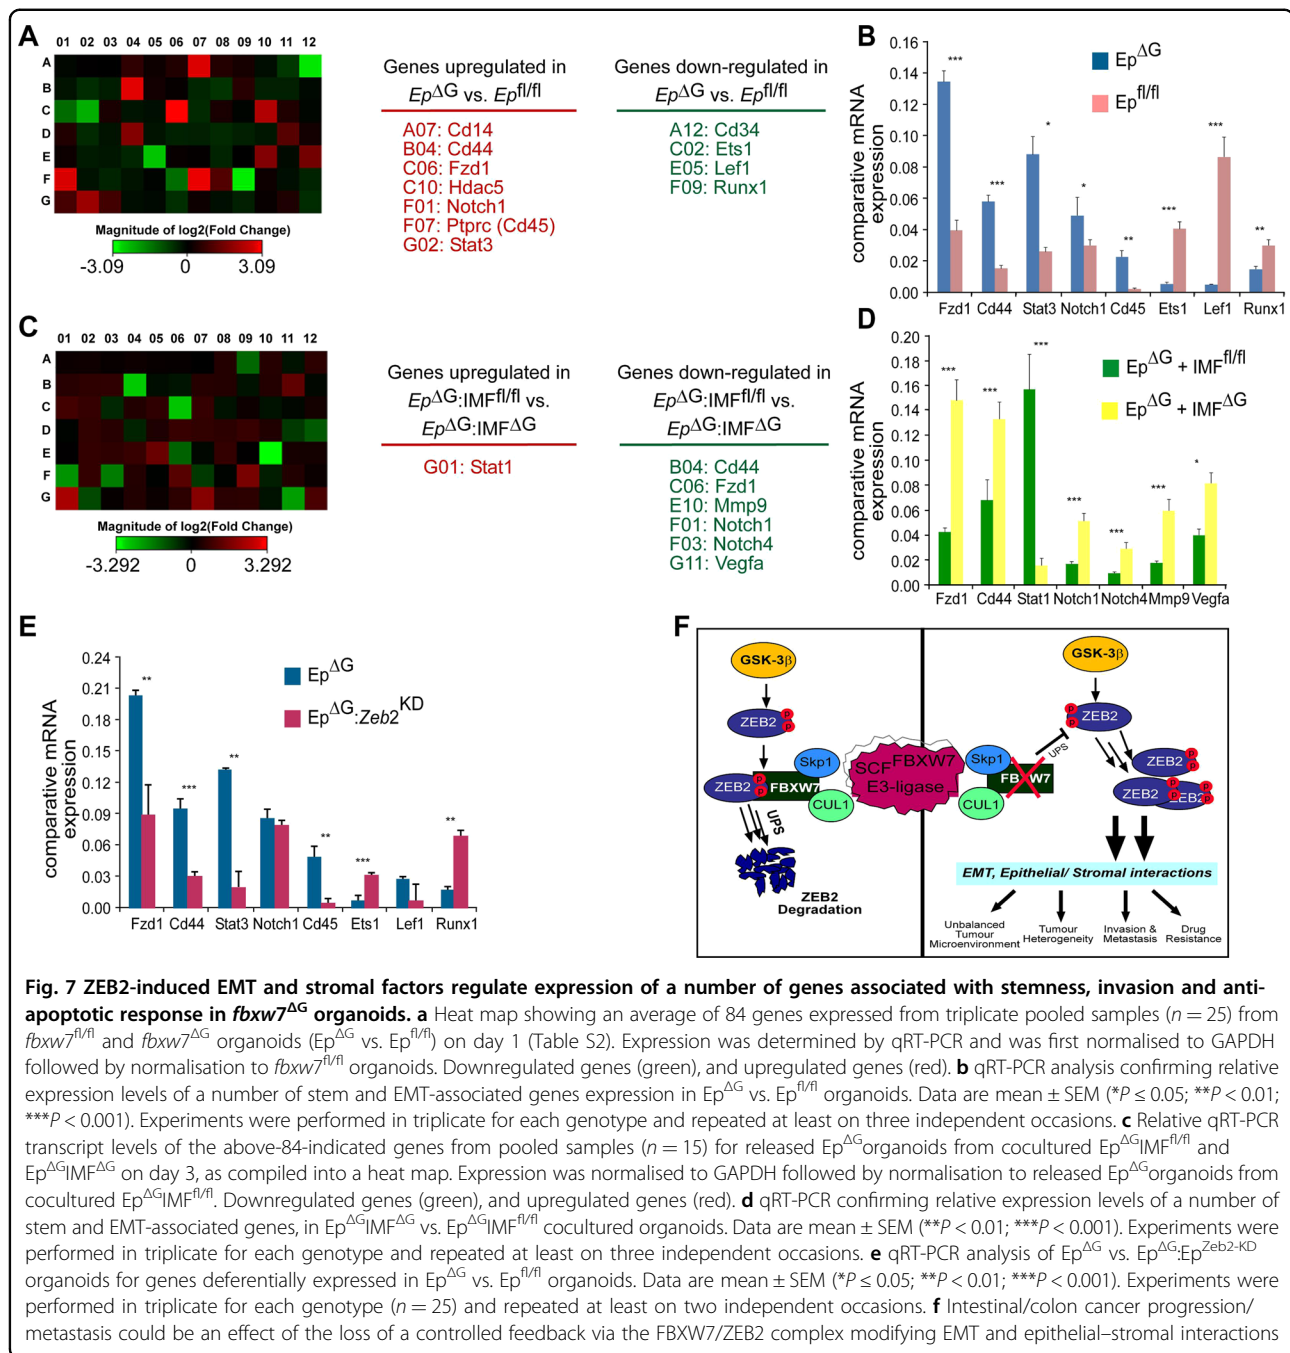 A
01 02 03 04 05 06 07 08 09 10 11 12
A
B
C
D
E
F
G
Magnitude of log2(Fold Change)
-3.09 0 3.09
Genes upregulated in
EpΔG vs. Epfl/fl
A07: Cd14
B04: Cd44
C06: Fzd1
C10: Hdac5
F01: Notch1
F07: Ptprc (Cd45)
G02: Stat3
Genes down-regulated in
EpΔG vs. Epfl/fl
A12: Cd34
C02: Ets1
E05: Lef1
F09: Runx1
B
comparative mRNA
expression
0.16
0.14
0.12
0.10
0.08
0.06
0.04
0.02
0.00
EpΔG
Epfl/fl
*** *** * * ** *** *** **
Fzd1 Cd44 Stat3 Notch1 Cd45 Ets1 Lef1 Runx1
C
01 02 03 04 05 06 07 08 09 10 11 12
A
B
C
D
E
F
G
Magnitude of log2(Fold Change)
-3.292 0 3.292
Genes upregulated in
EpΔG:IMFfl/fl vs.
EpΔG:IMFΔG
G01: Stat1
Genes down-regulated in
EpΔG:IMFfl/fl vs.
EpΔG:IMFΔG
B04: Cd44
C06: Fzd1
E10: Mmp9
F01: Notch1
F03: Notch4
G11: Vegfa
D
comparative mRNA
expression
0.20
0.18
0.16
0.14
0.12
0.10
0.08
0.06
0.04
0.02
0.00
EpΔG + IMFfl/fl
EpΔG + IMFΔG
*** *** *** *** *** *** *
Fzd1 Cd44 Stat1 Notch1 Notch4 Mmp9 Vegfa
E
comparative mRNA
expression
0.24
0.21
0.18
0.15
0.12
0.09
0.06
0.03
0.00
EpΔG
EpΔG:Zeb2KD
** *** ** ** *** **
Fzd1 Cd44 Stat3 Notch1 Cd45 Ets1 Lef1 Runx1
F
GSK-3β
ZEB2
P
P
ZEB2
P
P
FBXW7
Skp1
CUL1
UPS
ZEB2
Degradation
SCFFBXW7
E3-ligase
GSK-3β
ZEB2
P
P
UPS
Skp1
FBXW7
CUL1
ZEB2
P
P
ZEB2
ZEB2
P
P
EMT, Epithelial/ Stromal interactions
Unbalanced
Tumour
Microenvironment
Tumour
Heterogeneity
Invasion &
Metastasis
Drug
Resistance
Fig. 7 ZEB2-induced EMT and stromal factors regulate expression of a number of genes associated with stemness, invasion and anti-
apoptotic response in fbxw7ΔG organoids. a Heat map showing an average of 84 genes expressed from triplicate pooled samples (n = 25) from
fbxw7fl/fl and fbxw7ΔG organoids (EpΔG vs. Epfl/fl) on day 1 (Table S2). Expression was determined by qRT-PCR and was first normalised to GAPDH
followed by normalisation to fbxw7fl/fl organoids. Downregulated genes (green), and upregulated genes (red). b qRT-PCR analysis confirming relative
expression levels of a number of stem and EMT-associated genes expression in EpΔG vs. Epfl/fl organoids. Data are mean ± SEM (*P ≤ 0.05; **P < 0.01;
***P < 0.001). Experiments were performed in triplicate for each genotype and repeated at least on three independent occasions. c Relative qRT-PCR
transcript levels of the above-84-indicated genes from pooled samples (n = 15) for released EpΔGorganoids from cocultured EpΔGIMFfl/fl and
EpΔGIMFΔG on day 3, as compiled into a heat map. Expression was normalised to GAPDH followed by normalisation to released EpΔGorganoids from
cocultured EpΔGIMFfl/fl. Downregulated genes (green), and upregulated genes (red). d qRT-PCR confirming relative expression levels of a number of
stem and EMT-associated genes, in EpΔGIMFΔG vs. EpΔGIMFfl/fl cocultured organoids. Data are mean ± SEM (**P < 0.01; ***P < 0.001). Experiments were
performed in triplicate for each genotype and repeated at least on three independent occasions. e qRT-PCR analysis of EpΔG vs. EpΔG:EpZeb2-KD
organoids for genes deferentially expressed in EpΔG vs. Epfl/fl organoids. Data are mean ± SEM (*P ≤ 0.05; **P < 0.01; ***P < 0.001). Experiments were
performed in triplicate for each genotype (n = 25) and repeated at least on two independent occasions. f Intestinal/colon cancer progression/
metastasis could be an effect of the loss of a controlled feedback via the FBXW7/ZEB2 complex modifying EMT and epithelial–stromal interactions